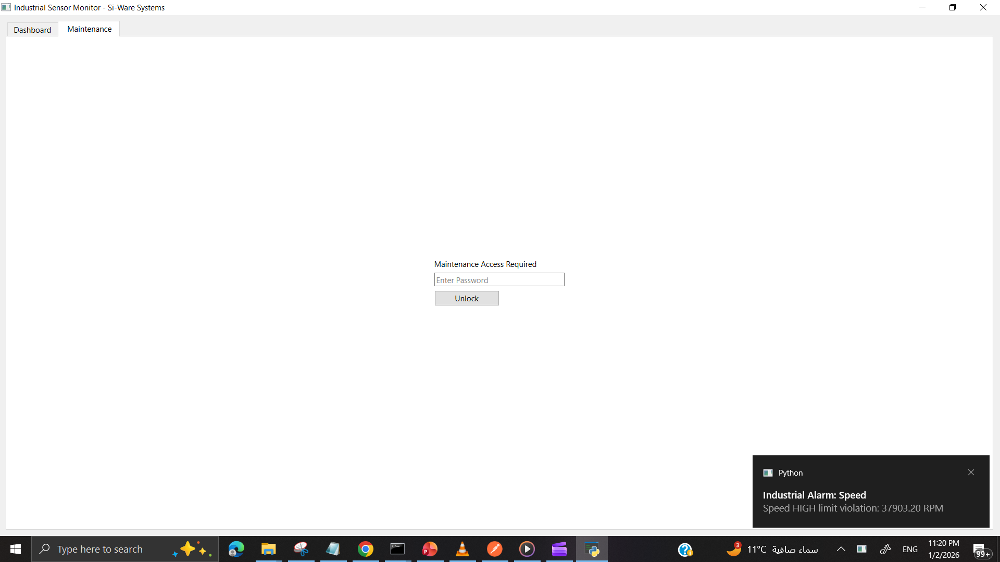 Industrial Sensor Monitor - Si-Ware Systems
Dashboard
Maintenance
Maintenance Access Required
Enter Password
Unlock
Python
Industrial Alarm: Speed
Speed HIGH limit violation: 37903.20 RPM
Type here to search
3
11°C سماء صافية
ENG
11:20 PM
1/2/2026
99+